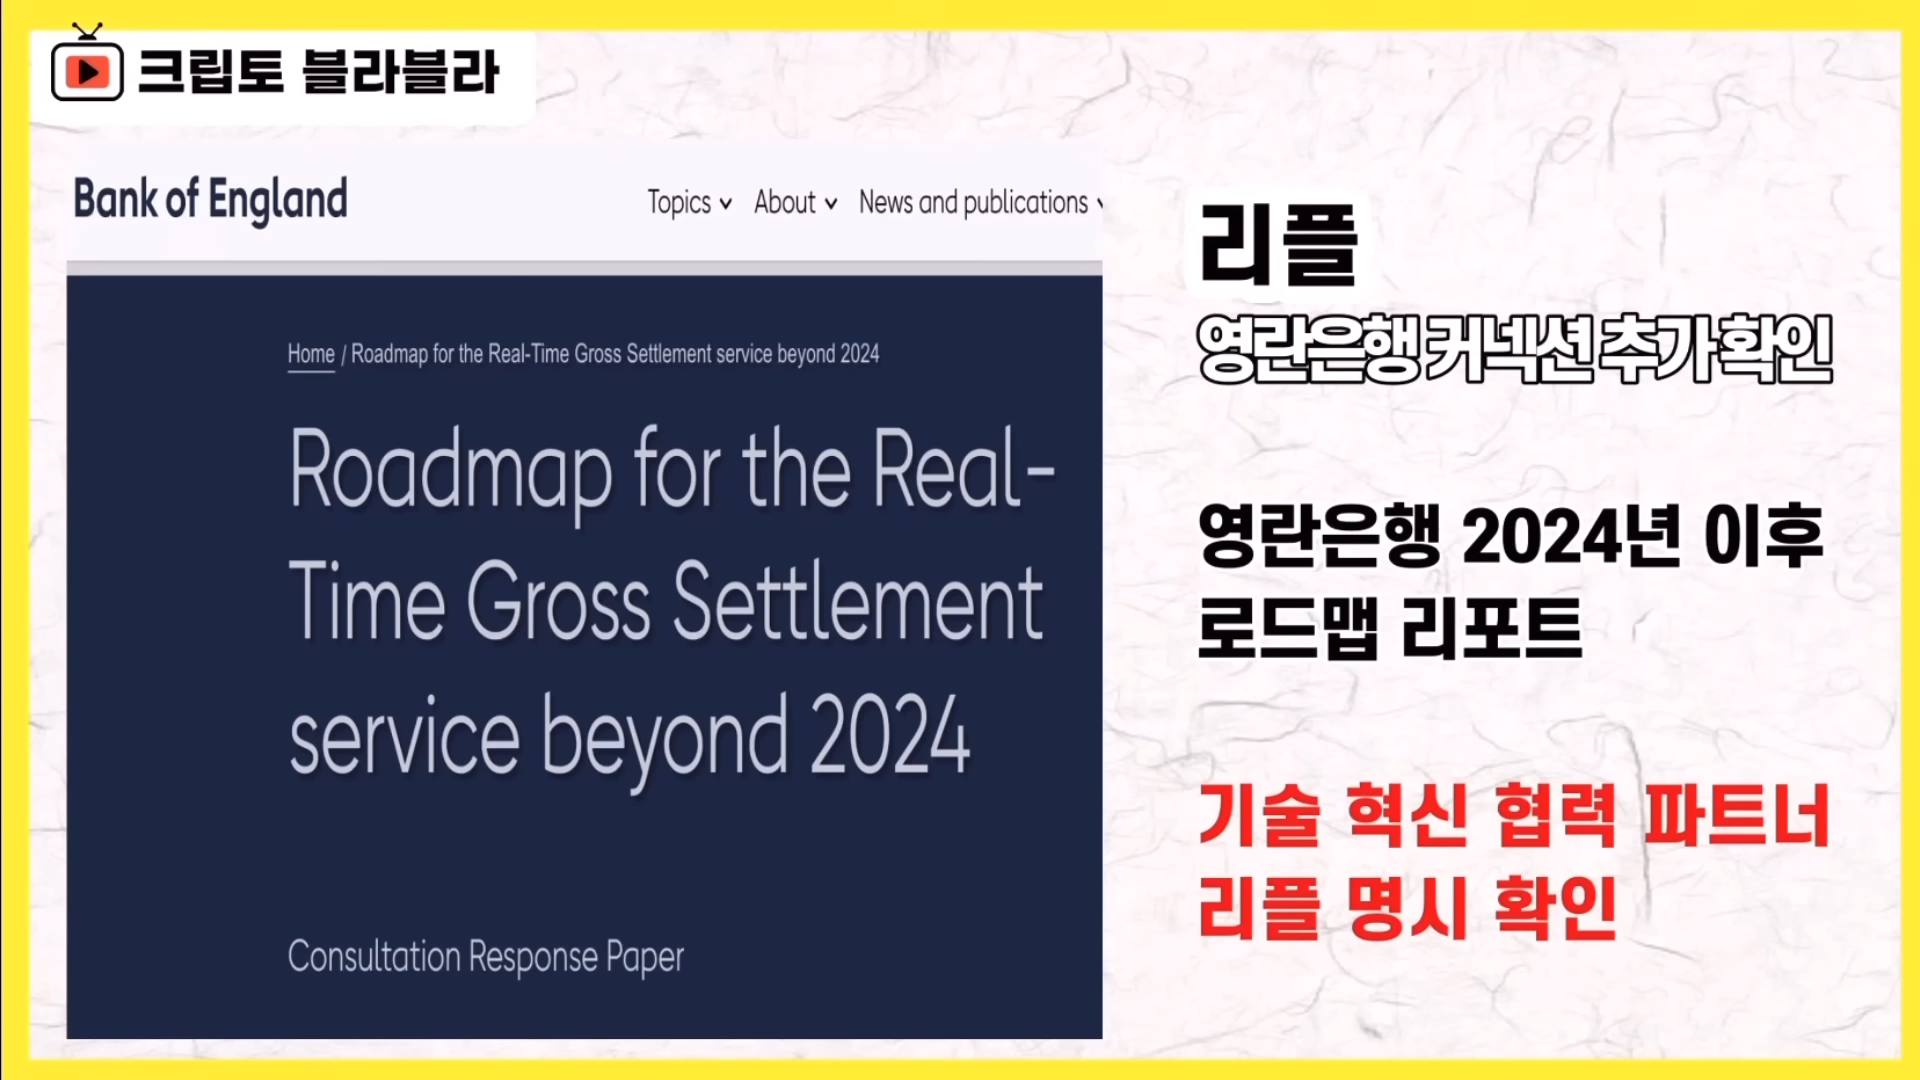 크립토 블라블라
Bank of England
Topics About News and publications
Home / Roadmap for the Real-Time Gross Settlement service beyond 2024
Roadmap for the Real-
Time Gross Settlement
service beyond 2024
Consultation Response Paper
리플
영란은행 커넥션 추가 확인
영란은행 2024년 이후
로드맵 리포트
기술 혁신 협력 파트너
리플 명시 확인